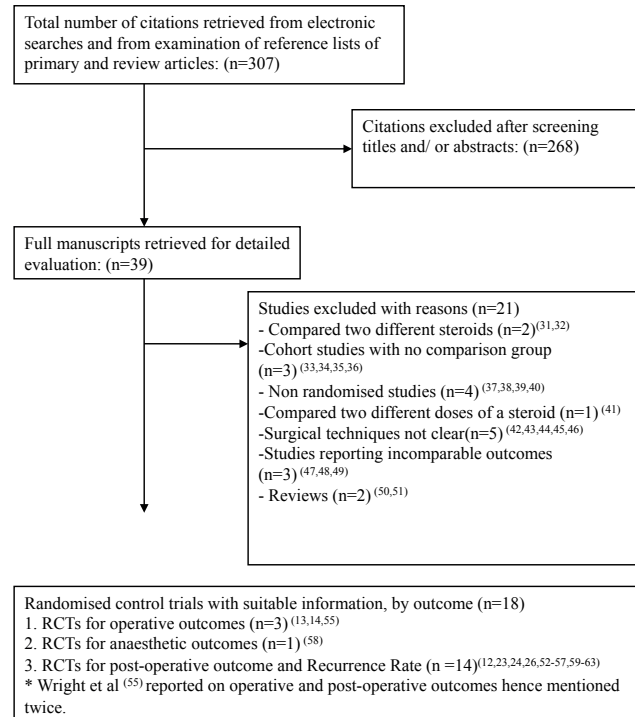 Total number of citations retrieved from electronic
searches and from examination of reference lists of
primary and review articles: (n=307)
Citations excluded after screening
titles and/ or abstracts: (n=268)
Full manuscripts retrieved for detailed
evaluation: (n=39)
Studies excluded with reasons (n=21)
- Compared two different steroids (n=2)(31,32)
-Cohort studies with no comparison group
(n=3) (33,34,35,36)
- Non randomised studies (n=4) (37,38,39,40)
-Compared two different doses of a steroid (n=1) (41)
-Surgical techniques not clear(n=5) (42,43,44,45,46)
-Studies reporting incomparable outcomes
(n=3) (47,48,49)
- Reviews (n=2) (50,51)
Randomised control trials with suitable information, by outcome (n=18)
1. RCTs for operative outcomes (n=3) (13,14,55)
2. RCTs for anaesthetic outcomes (n=1) (58)
3. RCTs for post-operative outcome and Recurrence Rate (n =14)(12,23,24,26,52-57,59-63)
* Wright et al (55) reported on operative and post-operative outcomes hence mentioned
twice.